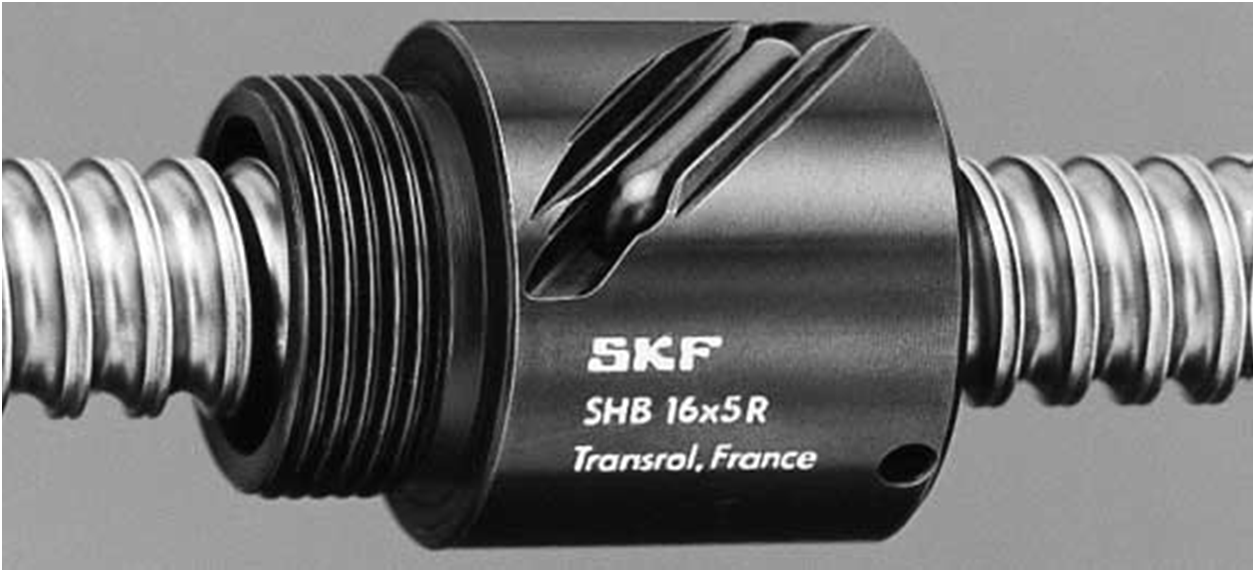 SKF
SHB 16x5R
Transrol, France